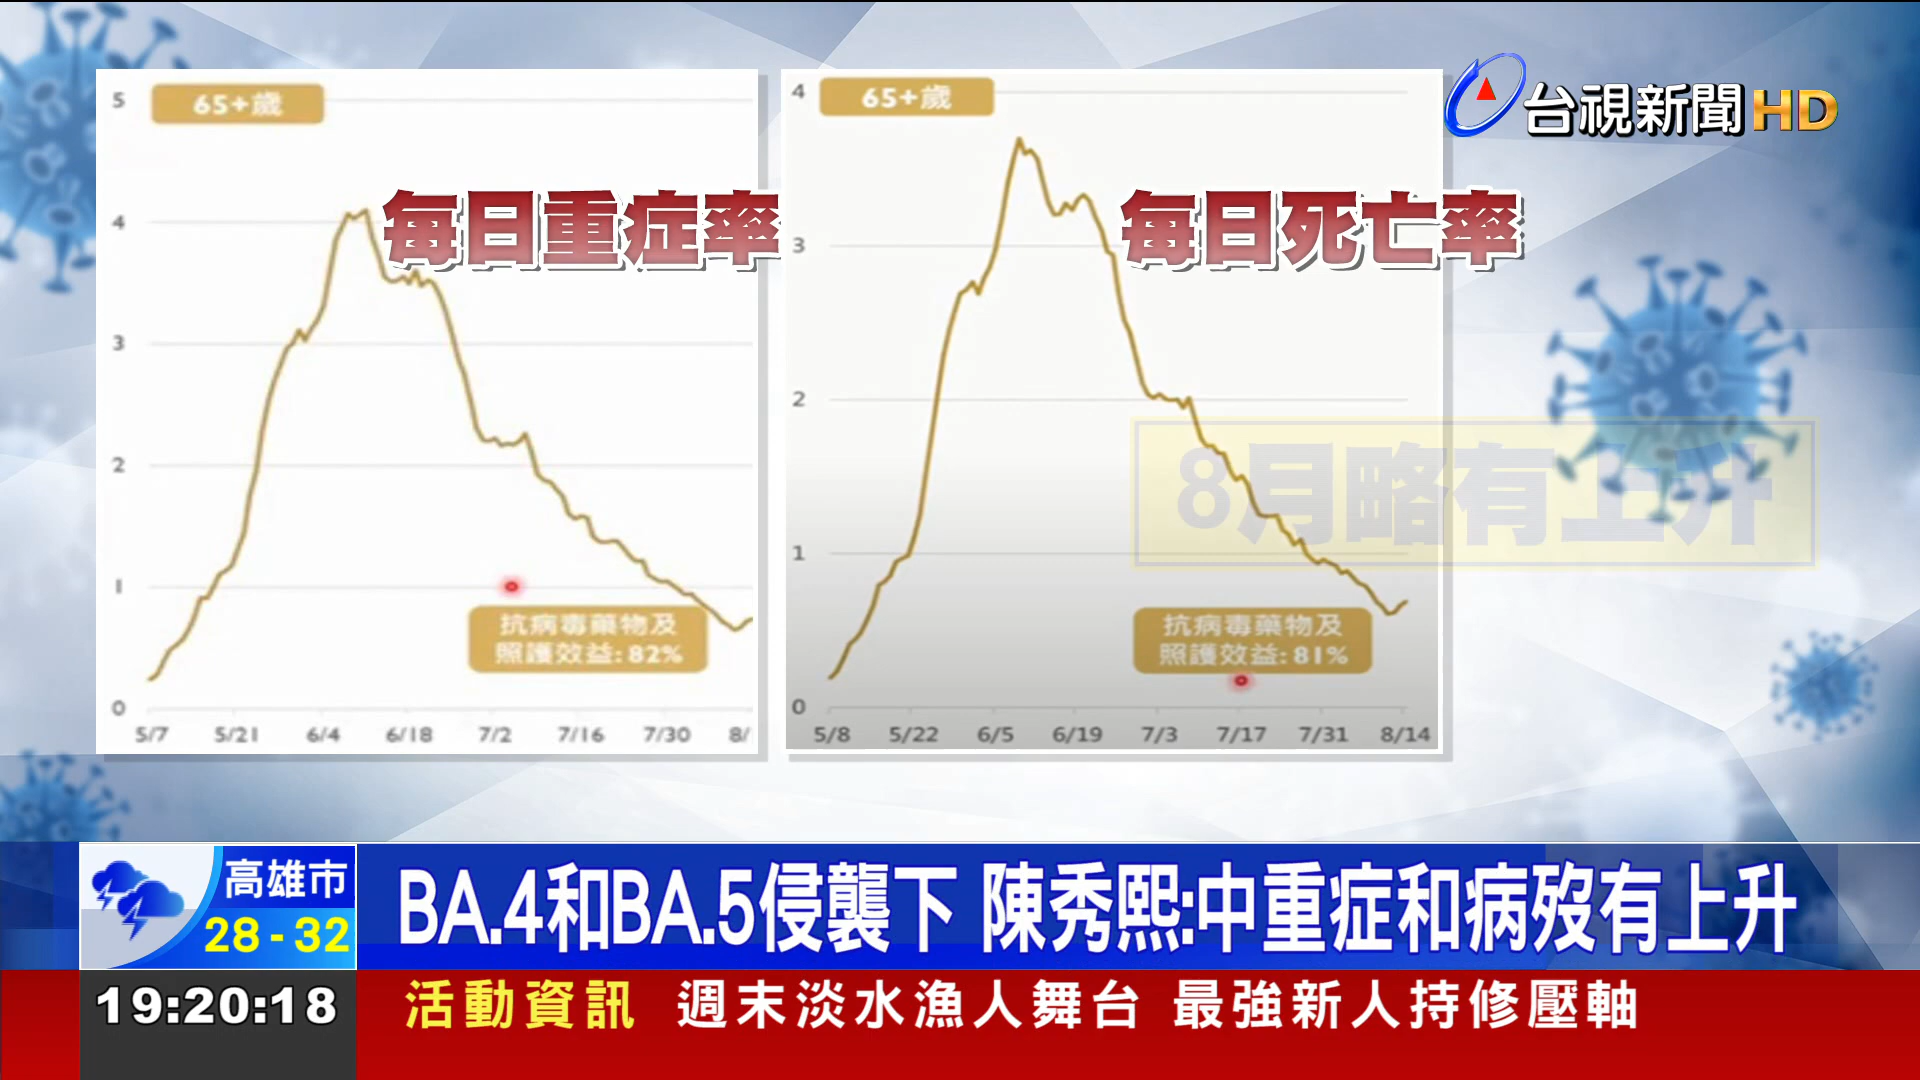 台視新聞HD
5
65+歲
每日重症率
4
3
2
1
抗病毒藥物及
照護效益:82%
0
5/7 5/21 6/4 6/18 7/2 7/16 7/30 8/
4
65+歲
每日死亡率
3
2
8月略有上升
1
抗病毒藥物及
照護效益:81%
0
5/8 5/22 6/5 6/19 7/3 7/17 7/31 8/14
高雄市
28-32
BA.4和BA.5侵襲下 陳秀熙:中重症和病歿有上升
19:20:18
活動資訊 週末淡水漁人舞台 最強新人持修壓軸